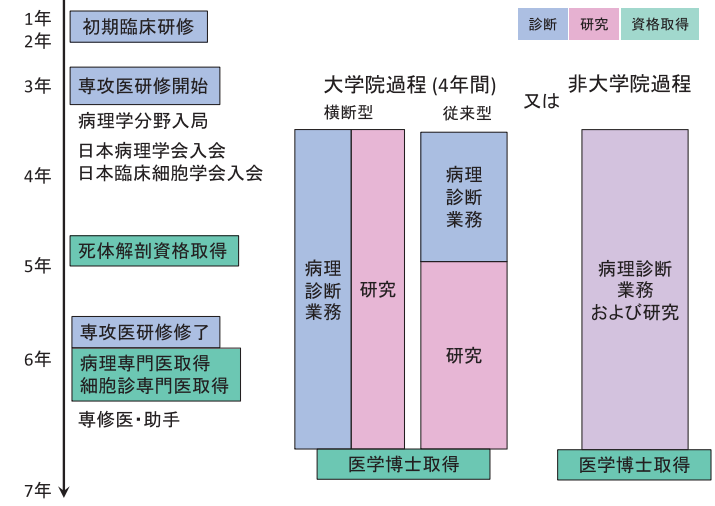 1年
2年
初期臨床研修
3年
専攻医研修開始
病理学分野入局
日本病理学会入会
日本臨床細胞学会入会
4年
死体解剖資格取得
5年
専攻医研修修了
6年
病理専門医取得
細胞診専門医取得
専修医・助手
7年
診断
研究
資格取得
大学院過程 (4年間)
又は
非大学院過程
横断型
従来型
病理
診断
業務
研究
病理
診断
業務
研究
医学博士取得
病理診断
業務
および研究
医学博士取得